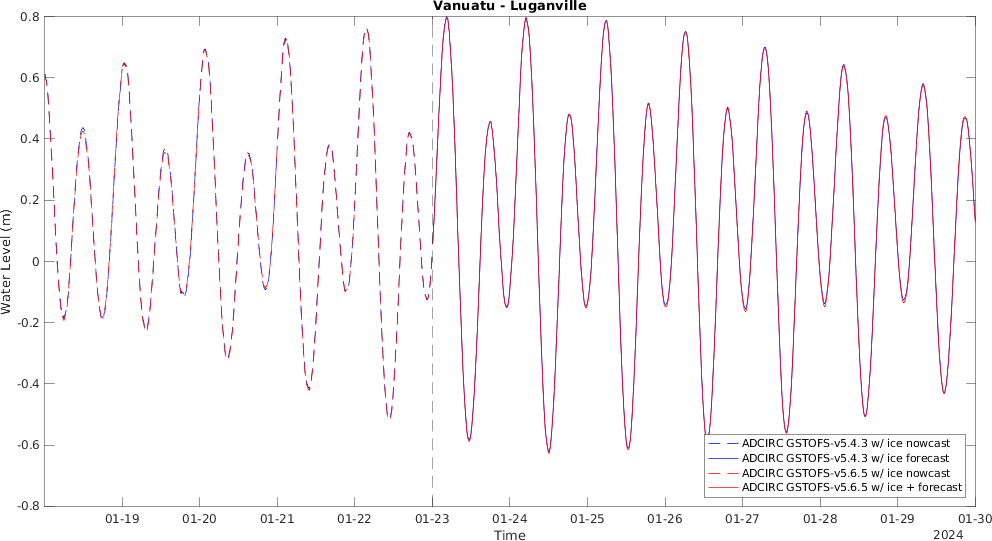 Vanuatu - Luganville
0.8
0.6
0.4
0.2
0
-0.2
-0.4
-0.6
-0.8
Water Level (m)
ADCIRC GSTOFS-v5.4.3 w/ ice nowcast
ADCIRC GSTOFS-v5.4.3 w/ ice forecast
ADCIRC GSTOFS-v5.6.5 w/ ice nowcast
ADCIRC GSTOFS-v5.6.5 w/ ice + forecast
01-19 01-20 01-21 01-22 01-23 01-24 01-25 01-26 01-27 01-28 01-29 01-30
Time
2024